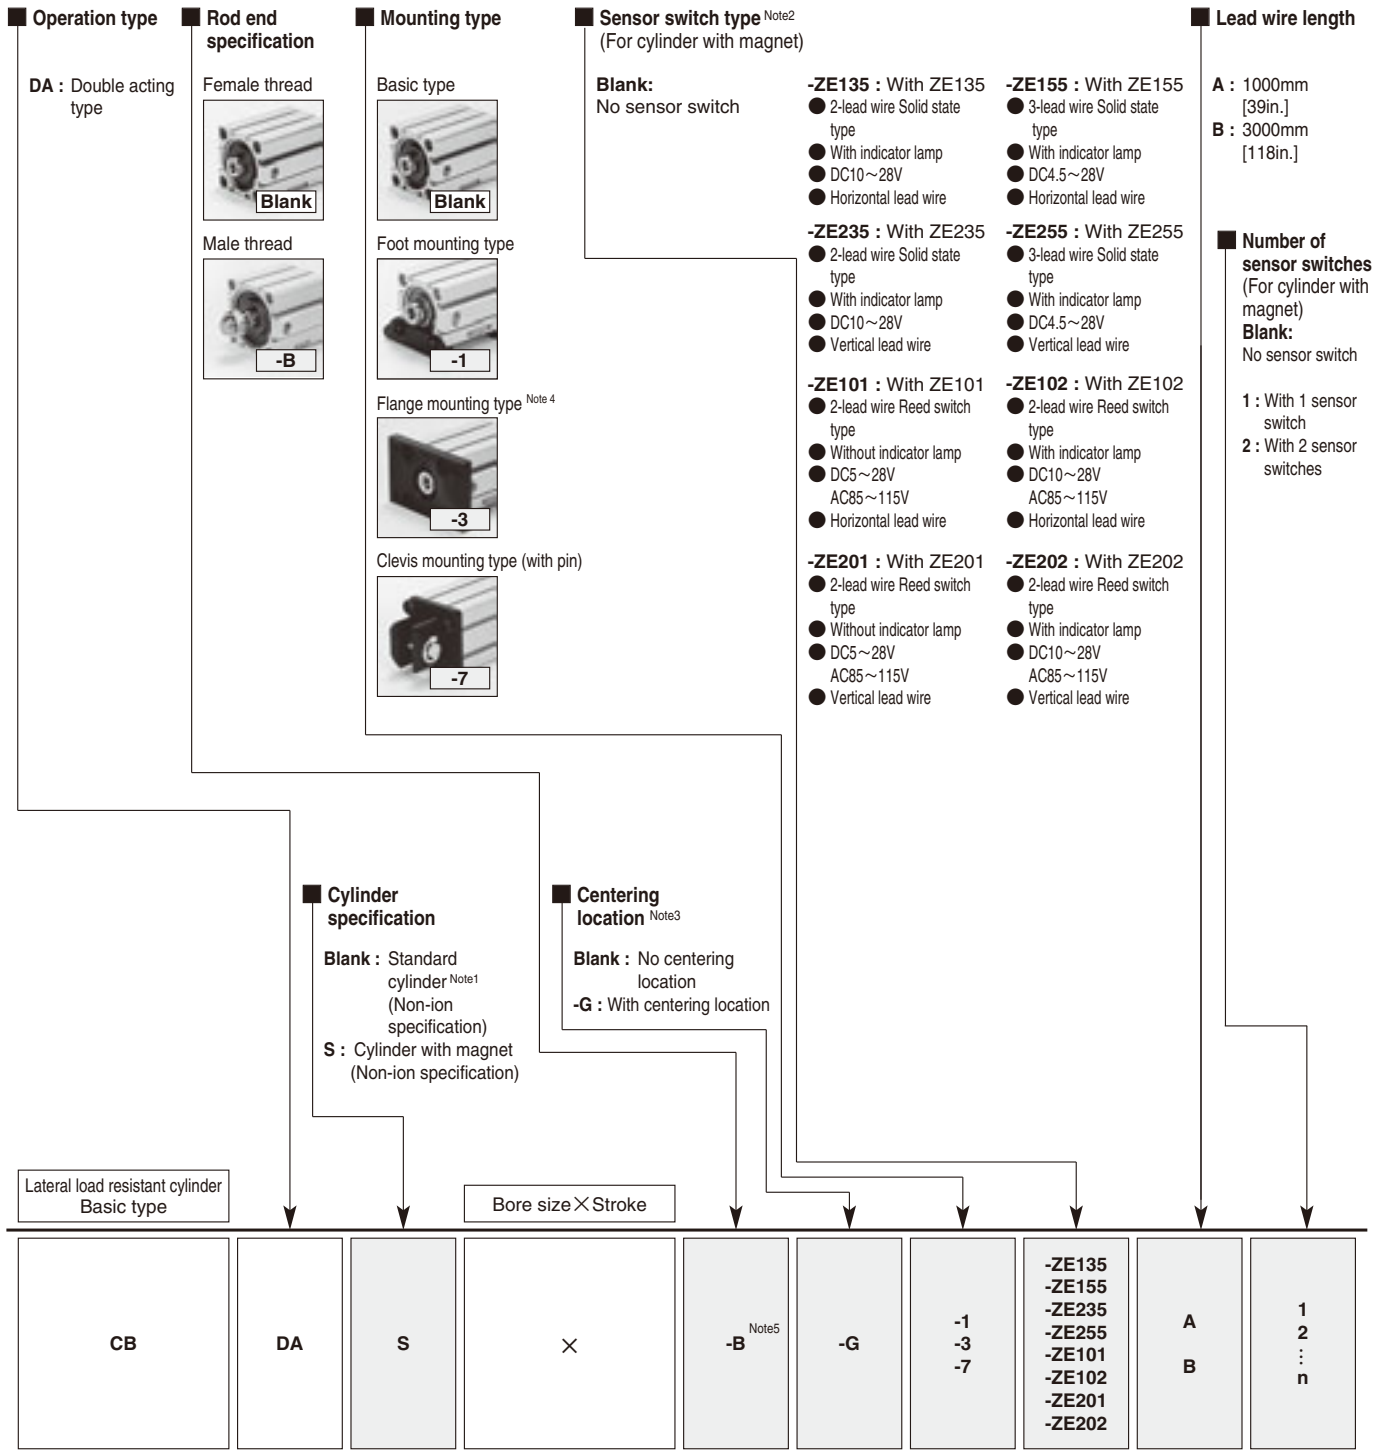 ■ Operation type
DA : Double acting
type
■ Rod end
specification
Female thread
Blank
Male thread
-B
■ Mounting type
Basic type
Blank
Foot mounting type
-1
Flange mounting type Note 4
-3
Clevis mounting type (with pin)
-7
■ Sensor switch type Note2
(For cylinder with magnet)
Blank:
No sensor switch
-ZE135 : With ZE135
● 2-lead wire Solid state
type
● With indicator lamp
● DC10～28V
● Horizontal lead wire
-ZE155 : With ZE155
● 3-lead wire Solid state
type
● With indicator lamp
● DC4.5～28V
● Horizontal lead wire
-ZE235 : With ZE235
● 2-lead wire Solid state
type
● With indicator lamp
● DC10～28V
● Vertical lead wire
-ZE255 : With ZE255
● 3-lead wire Solid state
type
● With indicator lamp
● DC4.5～28V
● Vertical lead wire
-ZE101 : With ZE101
● 2-lead wire Reed switch
type
● Without indicator lamp
● DC5～28V
AC85～115V
● Horizontal lead wire
-ZE102 : With ZE102
● 2-lead wire Reed switch
type
● With indicator lamp
● DC10～28V
AC85～115V
● Horizontal lead wire
-ZE201 : With ZE201
● 2-lead wire Reed switch
type
● Without indicator lamp
● DC5～28V
AC85～115V
● Vertical lead wire
-ZE202 : With ZE202
● 2-lead wire Reed switch
type
● With indicator lamp
● DC10～28V
AC85～115V
● Vertical lead wire
■ Lead wire length
A : 1000mm
[39in.]
B : 3000mm
[118in.]
■ Number of
sensor switches
(For cylinder with
magnet)
Blank:
No sensor switch
1 : With 1 sensor
switch
2 : With 2 sensor
switches
■ Cylinder
specification
Blank : Standard
cylinder Note1
(Non-ion
specification)
S : Cylinder with magnet
(Non-ion specification)
■ Centering
location Note3
Blank : No centering
location
-G : With centering location
Lateral load resistant cylinder
Basic type
Bore size×Stroke
CB
DA
S
×
-B Note5
-G
-1
-3
-7
-ZE135
-ZE155
-ZE235
-ZE255
-ZE101
-ZE102
-ZE201
-ZE202
A
B
1
2
⋮
n